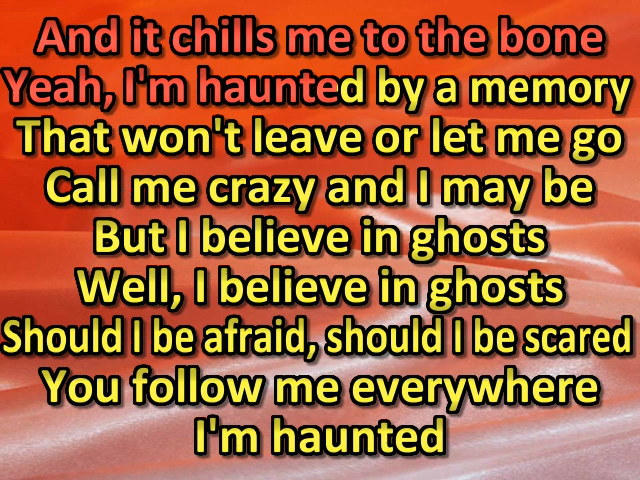 And it chills me to the bone
Yeah, I'm haunted by a memory
That won't leave or let me go
Call me crazy and I may be
But I believe in ghosts
Well, I believe in ghosts
Should I be afraid, should I be scared
You follow me everywhere
I'm haunted